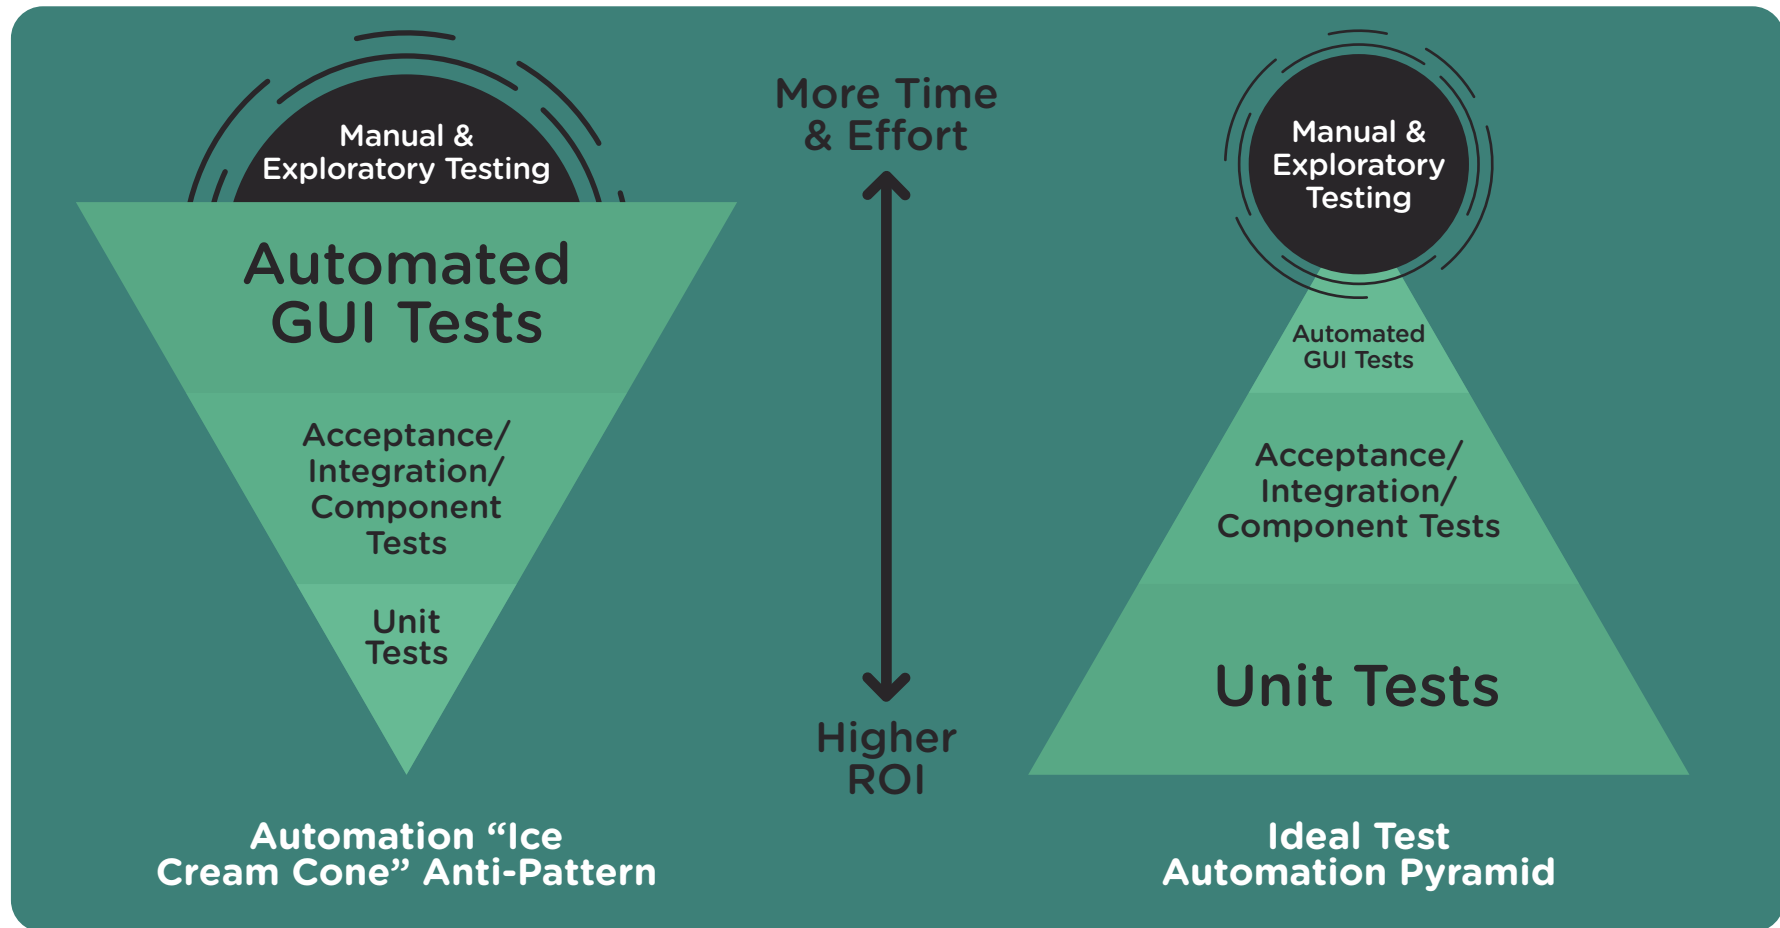 Manual &
Exploratory Testing
Automated
GUI Tests
Acceptance/
Integration/
Component
Tests
Unit
Tests
Automation “Ice
Cream Cone” Anti-Pattern
More Time
& Effort
Higher
ROI
Manual &
Exploratory
Testing
Automated
GUI Tests
Acceptance/
Integration/
Component Tests
Unit Tests
Ideal Test
Automation Pyramid